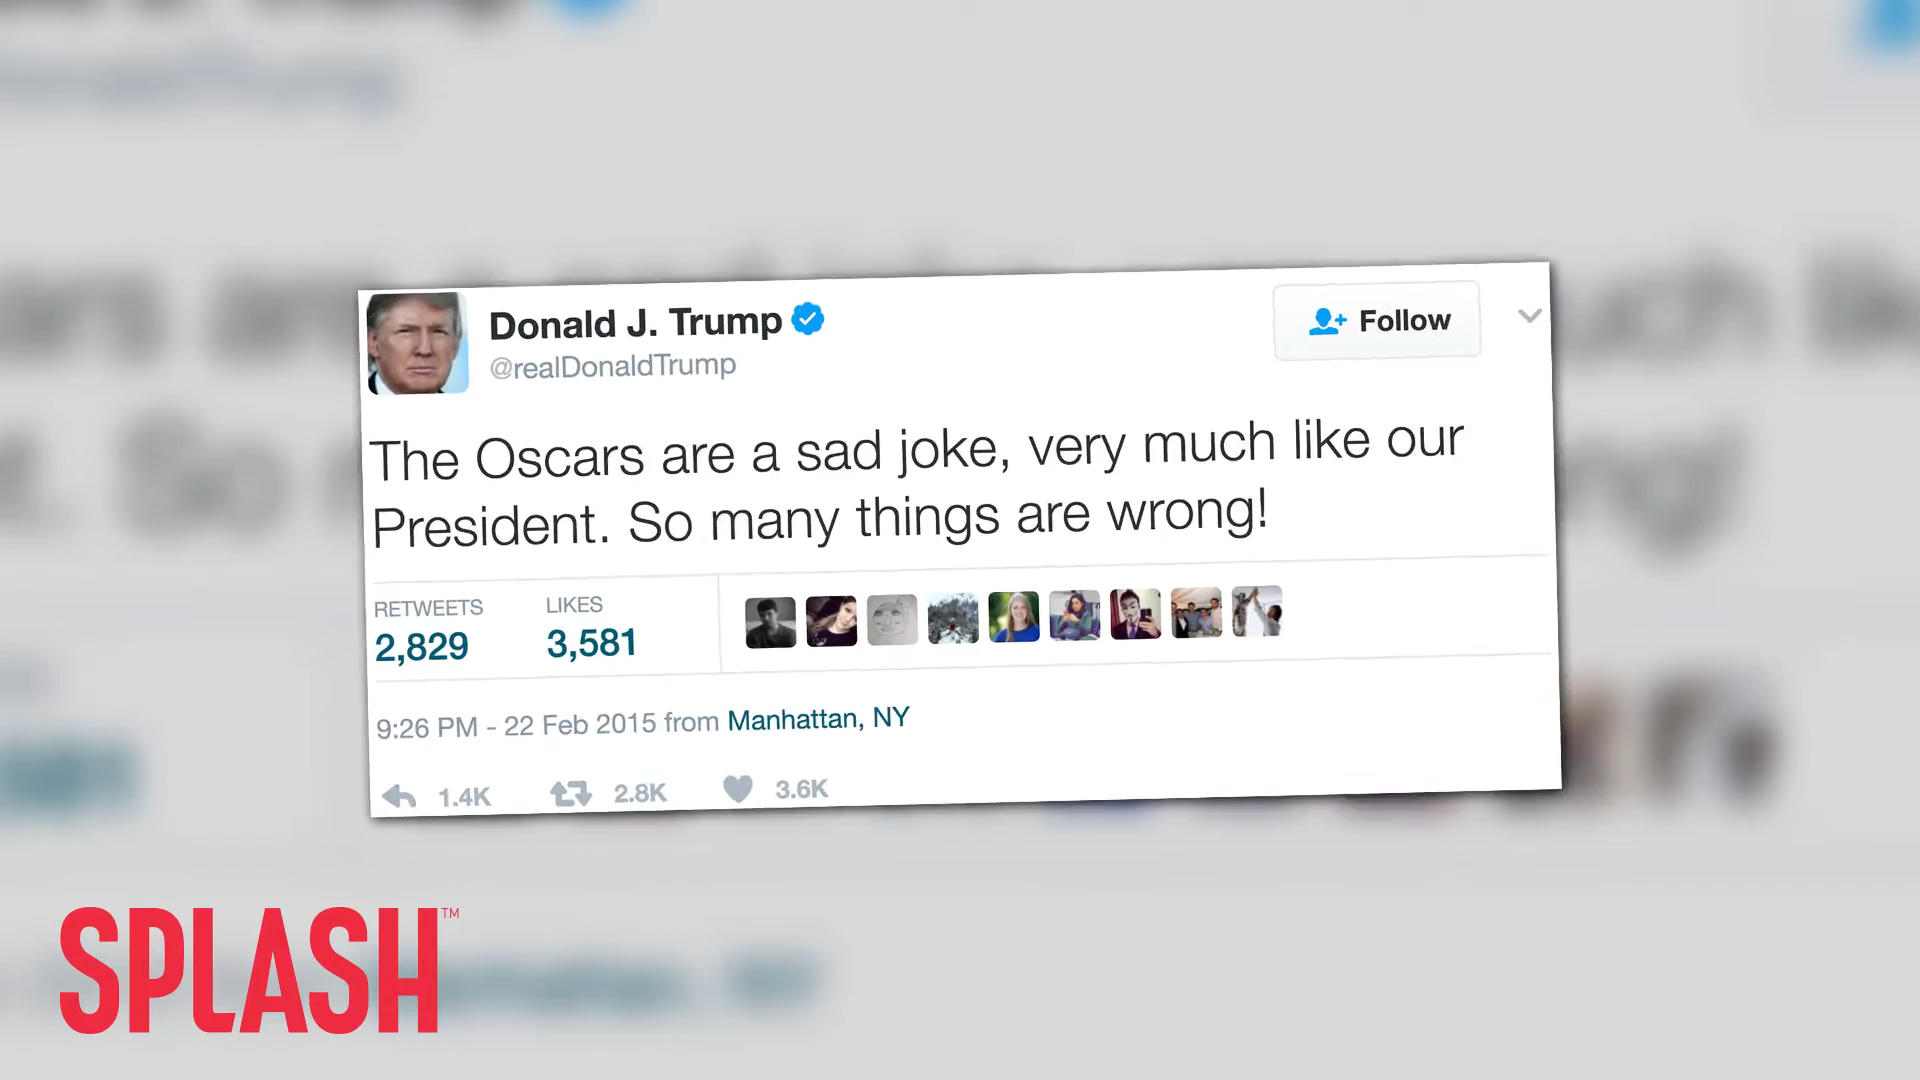 Donald J. Trump
@realDonaldTrump
Follow
The Oscars are a sad joke, very much like our
President. So many things are wrong!
RETWEETS
2,829
LIKES
3,581
9:26 PM - 22 Feb 2015 from Manhattan, NY
1.4K
2.8K
3.6K
SPLASH™